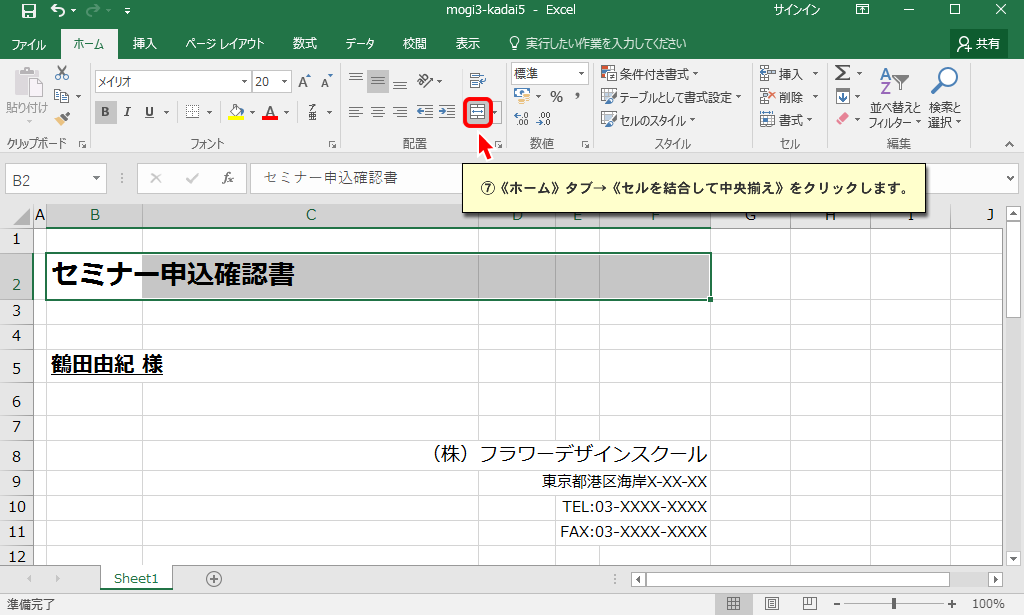 mogi3-kadai5 - Excel
サインイン
ファイル ホーム 挿入 ページレイアウト 数式 データ 校閲 表示 実行したい作業を入力してください 共有
貼り付け
クリップボード
メイリオ 20
B I U A
フォント
配置
標準
%
数値
条件付き書式
テーブルとして書式設定
セルのスタイル
スタイル
挿入
削除
書式
セル
並べ替えと
フィルター
検索と
選択
編集
⑦《ホーム》タブ→《セルを結合して中央揃え》をクリックします。
B2 fx セミナー申込確認書
A B C D E F G H I J
1
2 セミナー申込確認書
3
4
5 鶴田由紀 様
6
7
8 （株）フラワーデザインスクール
9 東京都港区海岸X-XX-XX
10 TEL:03-XXXX-XXXX
11 FAX:03-XXXX-XXXX
12
Sheet1
準備完了 100%